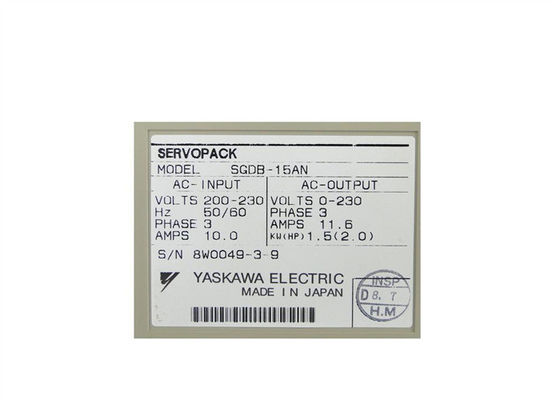 SERVOPACK
MODEL SGDB-15AN
AC-INPUT AC-OUTPUT
VOLTS 200-230 VOLTS 0-230
Hz 50/60 PHASE 3
PHASE 3 AMPS 11.6
AMPS 10.0 KW(HP) 1.5(2.0)
S/N 8W0049-3-9
YASKAWA ELECTRIC
MADE IN JAPAN
INSP
D 8. 7
H.M